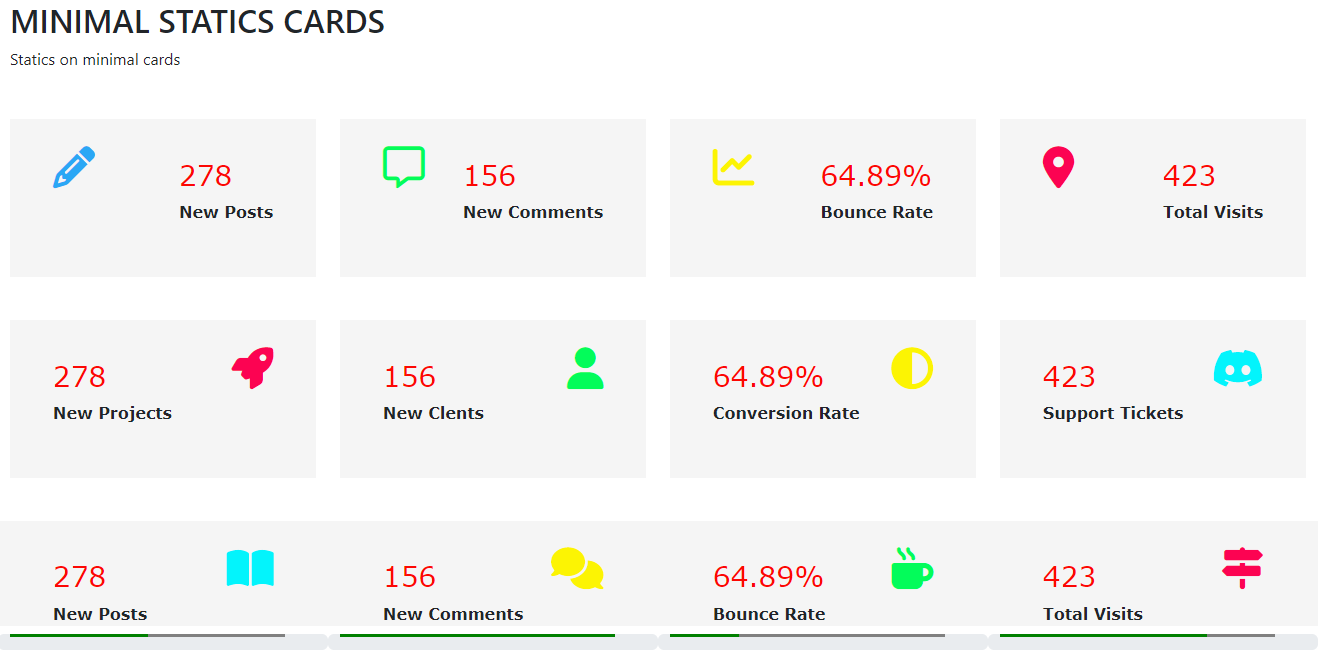 MINIMAL STATICS CARDS
Statics on minimal cards
278
New Posts
156
New Comments
64.89%
Bounce Rate
423
Total Visits
278
New Projects
156
New Clents
64.89%
Conversion Rate
423
Support Tickets
278
New Posts
156
New Comments
64.89%
Bounce Rate
423
Total Visits